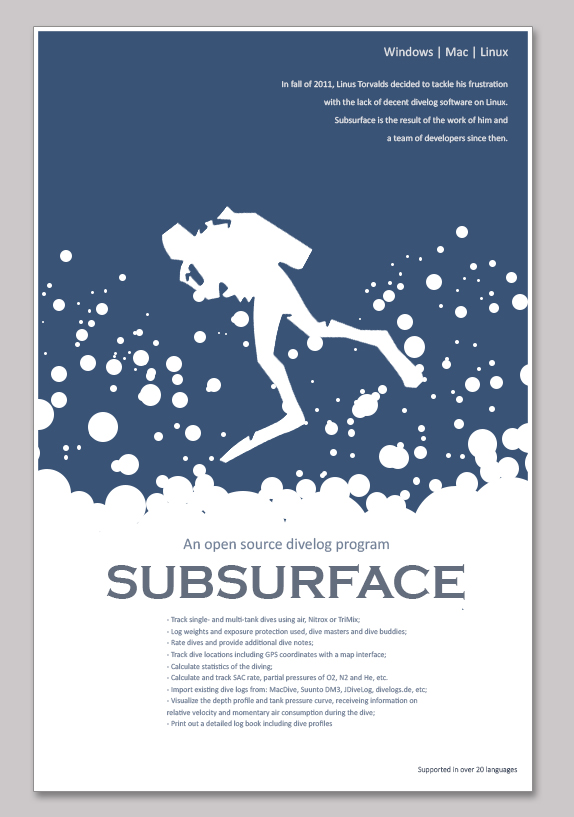 Windows | Mac | Linux
In fall of 2011, Linus Torvalds decided to tackle his frustration
with the lack of decent divelog software on Linux.
Subsurface is the result of the work of him and
a team of developers since then.
An open source divelog program
SUBSURFACE
- Track single- and multi-tank dives using air, Nitrox or TriMix;
- Log weights and exposure protection used, dive masters and dive buddies;
- Rate dives and provide additional dive notes;
- Track dive locations including GPS coordinates with a map interface;
- Calculate statistics of the diving;
- Calculate and track SAC rate, partial pressures of O2, N2 and He, etc.
- Import existing dive logs from: MacDive, Suunto DM3, JDiveLog, divelogs.de, etc;
- Visualize the depth profile and tank pressure curve, receiveing information on
relative velocity and momentary air consumption during the dive;
- Print out a detailed log book including dive profiles
Supported in over 20 languages